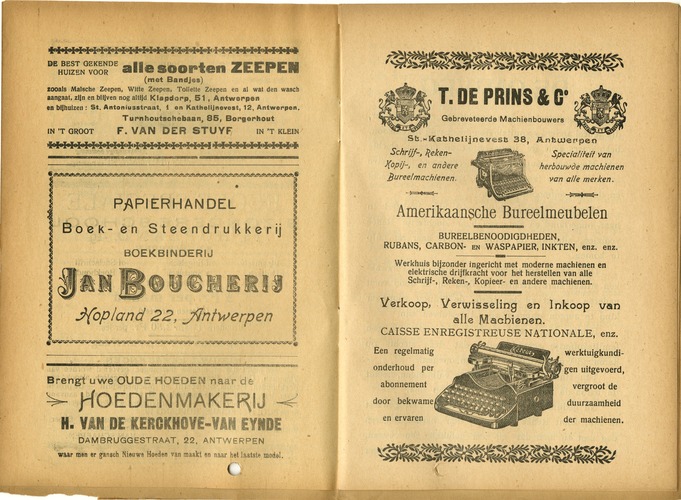 DE BEST GEKENDE
HUIZEN VOOR
alle soorten ZEEPEN
(met Bandjes)
zooals Malsche Zeepen, Witte Zeepen, Toilette Zeepen en al wat den wasch
aangaat, zijn en blijven nog altijd Klapdorp, 51, Antwerpen
en bijhuizen: St. Antoniusstraat, 1 en Kathelijnevest, 12, Antwerpen,
Turnhoutschebaan, 85, Borgerhout
IN 'T GROOT F. VAN DER STUYF IN 'T KLEIN
PAPIERHANDEL
Boek- en Steendrukkerij
BOEKBINDERIJ
JAN BOUCHERIJ
Hopland 22, Antwerpen
Brengt uwe OUDE HOEDEN naar de
HOEDENMAKERIJ
H. VAN DE KERCKHOVE-VAN EYNDE
DAMBRUGGESTRAAT, 22, ANTWERPEN
waar men er gansch Nieuwe Hoeden van maakt en naar het laatste model.
T. DE PRINS & Cº
Gebreveteerde Machienbouwers
St.-Kathelijnevest 38, Antwerpen
Schrijf-, Reken-
Kopij-, en andere
Bureelmachienen.
Specialiteit van
herbouwde machienen
van alle merken.
Amerikaansche Bureelmeubelen
BUREELBENOODIGDHEDEN,
RUBANS, CARBON- EN WASPAPIER, INKTEN, enz. enz.
Werkhuis bijzonder ingericht met moderne machienen en
elektrische drijfkracht voor het herstellen van alle
Schrijf-, Reken-, Kopieer- en andere machienen.
Verkoop, Verwisseling en Inkoop van
alle Machienen.
CAISSE ENREGISTREUSE NATIONALE, enz.
Een regelmatig werktuigkundi-
onderhoud per gen uitgevoerd,
abonnement vergroot de
door bekwame duurzaamheid
en ervaren der machienen.